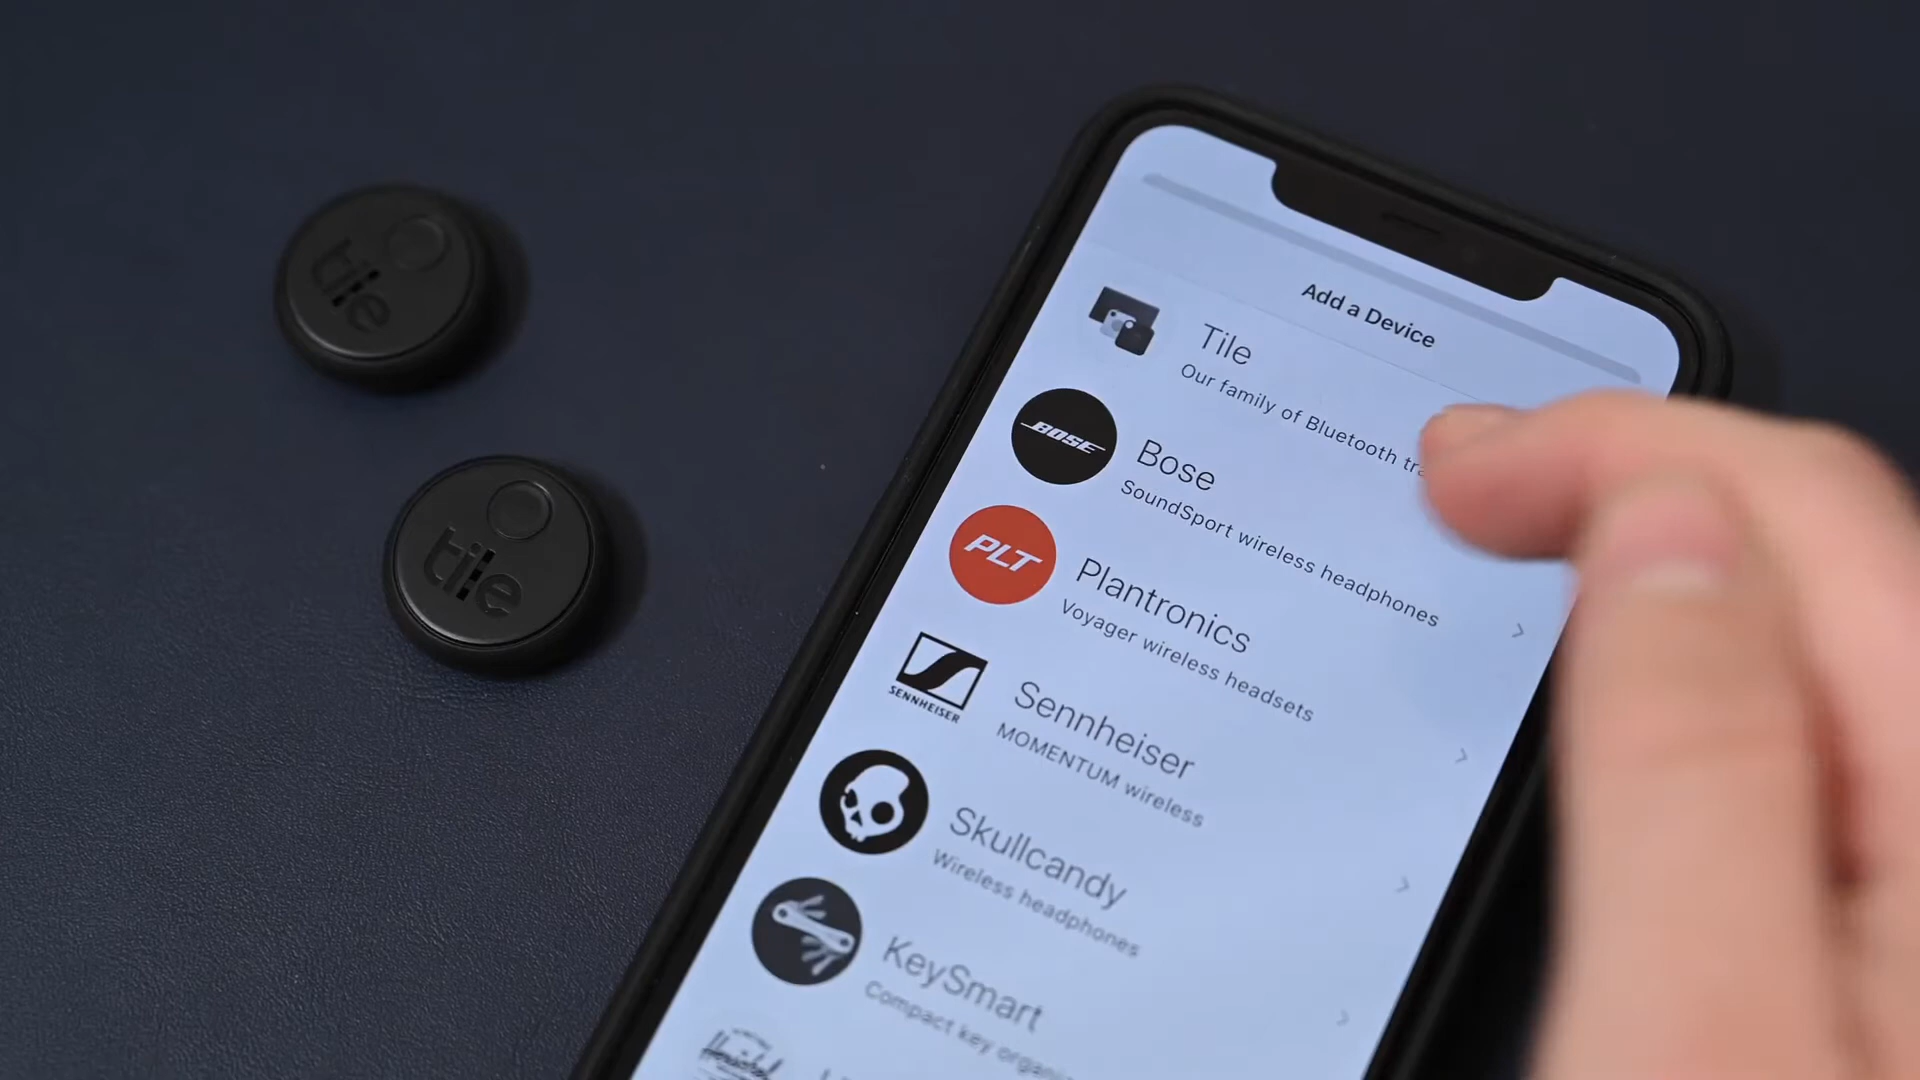 tile
tile
Add a Device
Tile
Our family of Bluetooth
BOSE
Bose
SoundSport wireless headphones
PLT
Plantronics
Voyager wireless headsets
SENNHEISER
Sennheiser
MOMENTUM wireless
Skullcandy
Wireless headphones
KeySmart
Compact key
Herschel